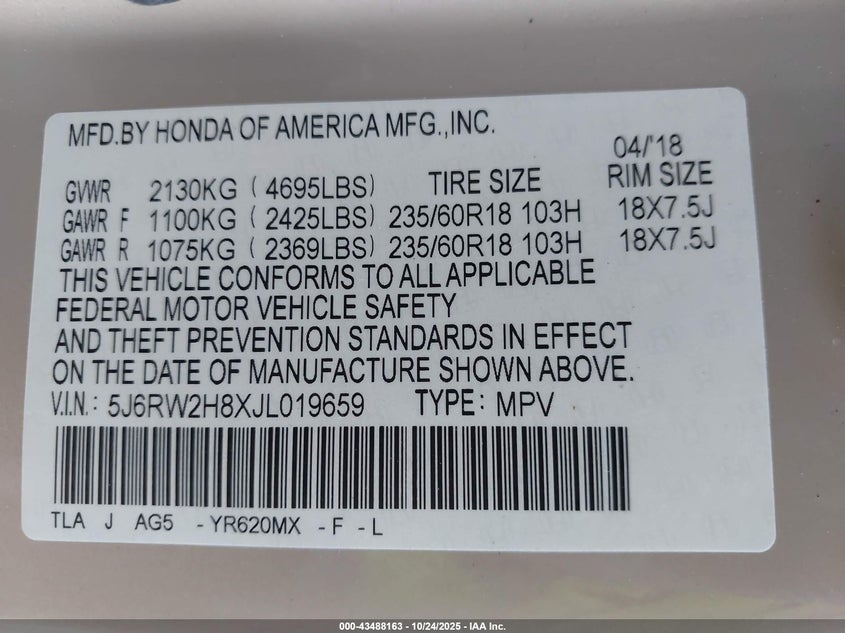 MFD.BY HONDA OF AMERICA MFG.,INC.
04/'18
GVWR 2130KG ( 4695LBS) TIRE SIZE RIM SIZE
GAWR F 1100KG ( 2425LBS) 235/60R18 103H 18X7.5J
GAWR R 1075KG ( 2369LBS) 235/60R18 103H 18X7.5J
THIS VEHICLE CONFORMS TO ALL APPLICABLE
FEDERAL MOTOR VEHICLE SAFETY
AND THEFT PREVENTION STANDARDS IN EFFECT
ON THE DATE OF MANUFACTURE SHOWN ABOVE.
V.I.N.: 5J6RW2H8XJL019659 TYPE: MPV
TLA J AG5 -YR620MX -F -L
000-43488163 - 10/24/2025 - IAA Inc.